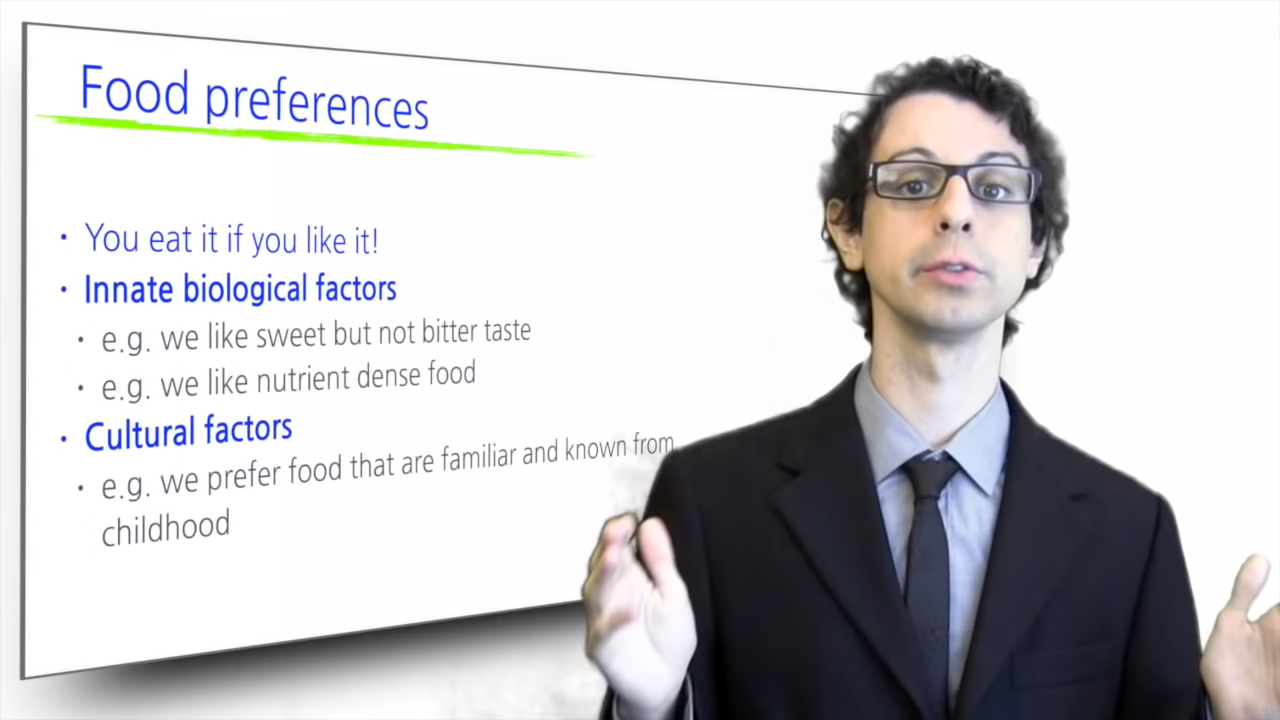 Food preferences
• You eat it if you like it!
• Innate biological factors
• e.g. we like sweet but not bitter taste
• e.g. we like nutrient dense food
• Cultural factors
• e.g. we prefer food that are familiar and known from
childhood